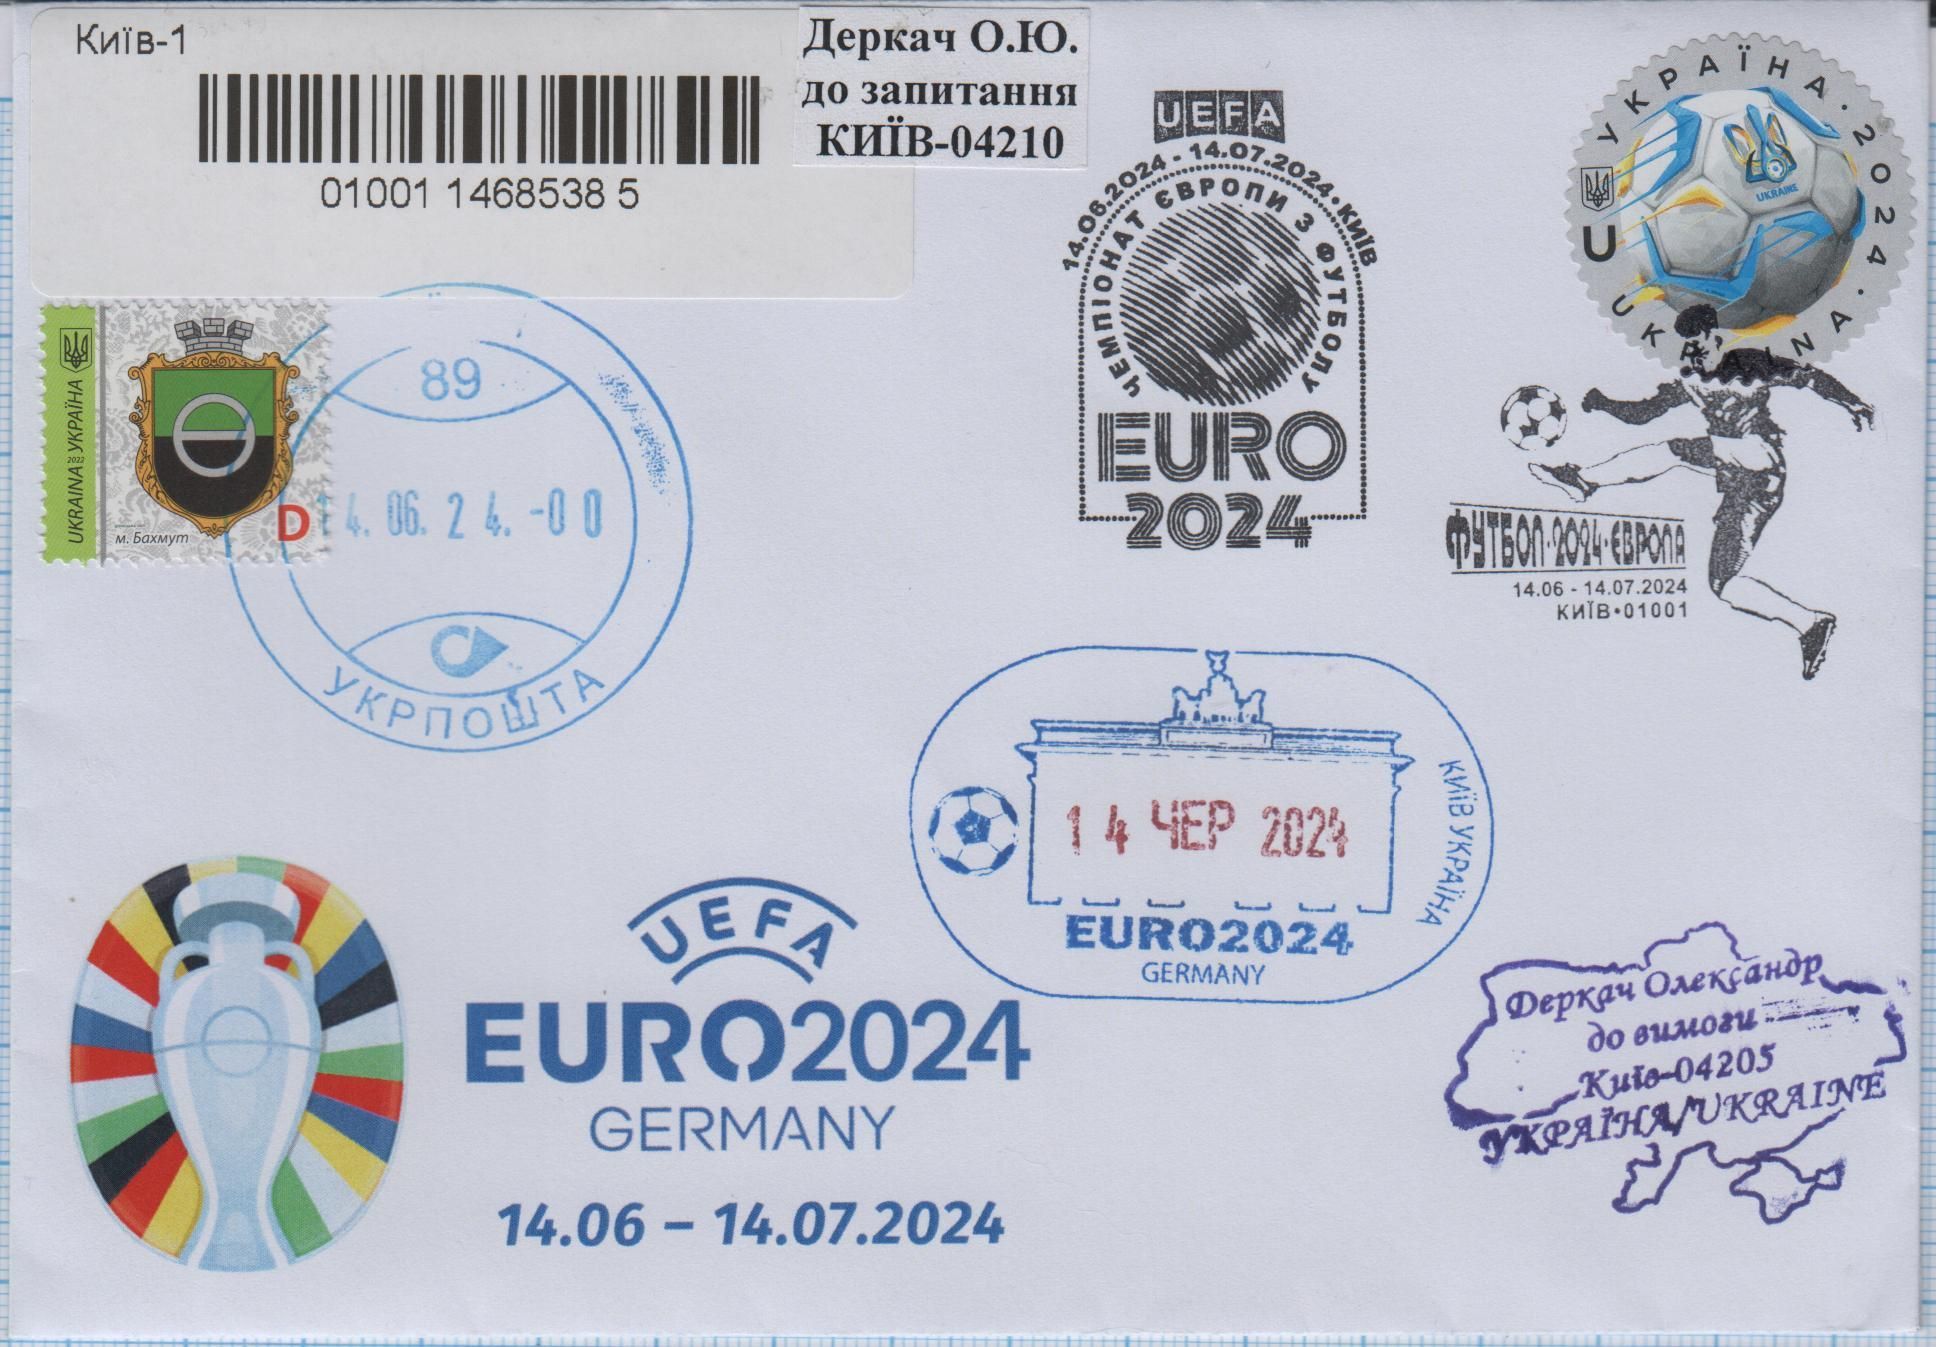 Київ-1
01001 1468538 5
Деркач О.Ю.
до запитання
КИЇВ-04210
UEFA
14.06.2024 - 14.07.2024 • КИЇВ
ЧЕМПІОНАТ ЄВРОПИ З ФУТБОЛУ
EURO
2024
УКРАЇНА · 2024 ·
UKRAINE
U
UKRAINA
ФУТБОЛ·2024·ЄВРОПА
14.06 - 14.07.2024
КИЇВ•01001
UKRAINA УКРАЇНА
2022
м. Бахмут
D
89
14.06.24.-00
УКРПОШТА
14 ЧЕР 2024
КИЇВ УКРАЇНА
EURO2024
GERMANY
UEFA
EURO2024
GERMANY
14.06 – 14.07.2024
Деркач Олександр
до вимоги
Київ-04205
УКРАЇНА/UKRAINE